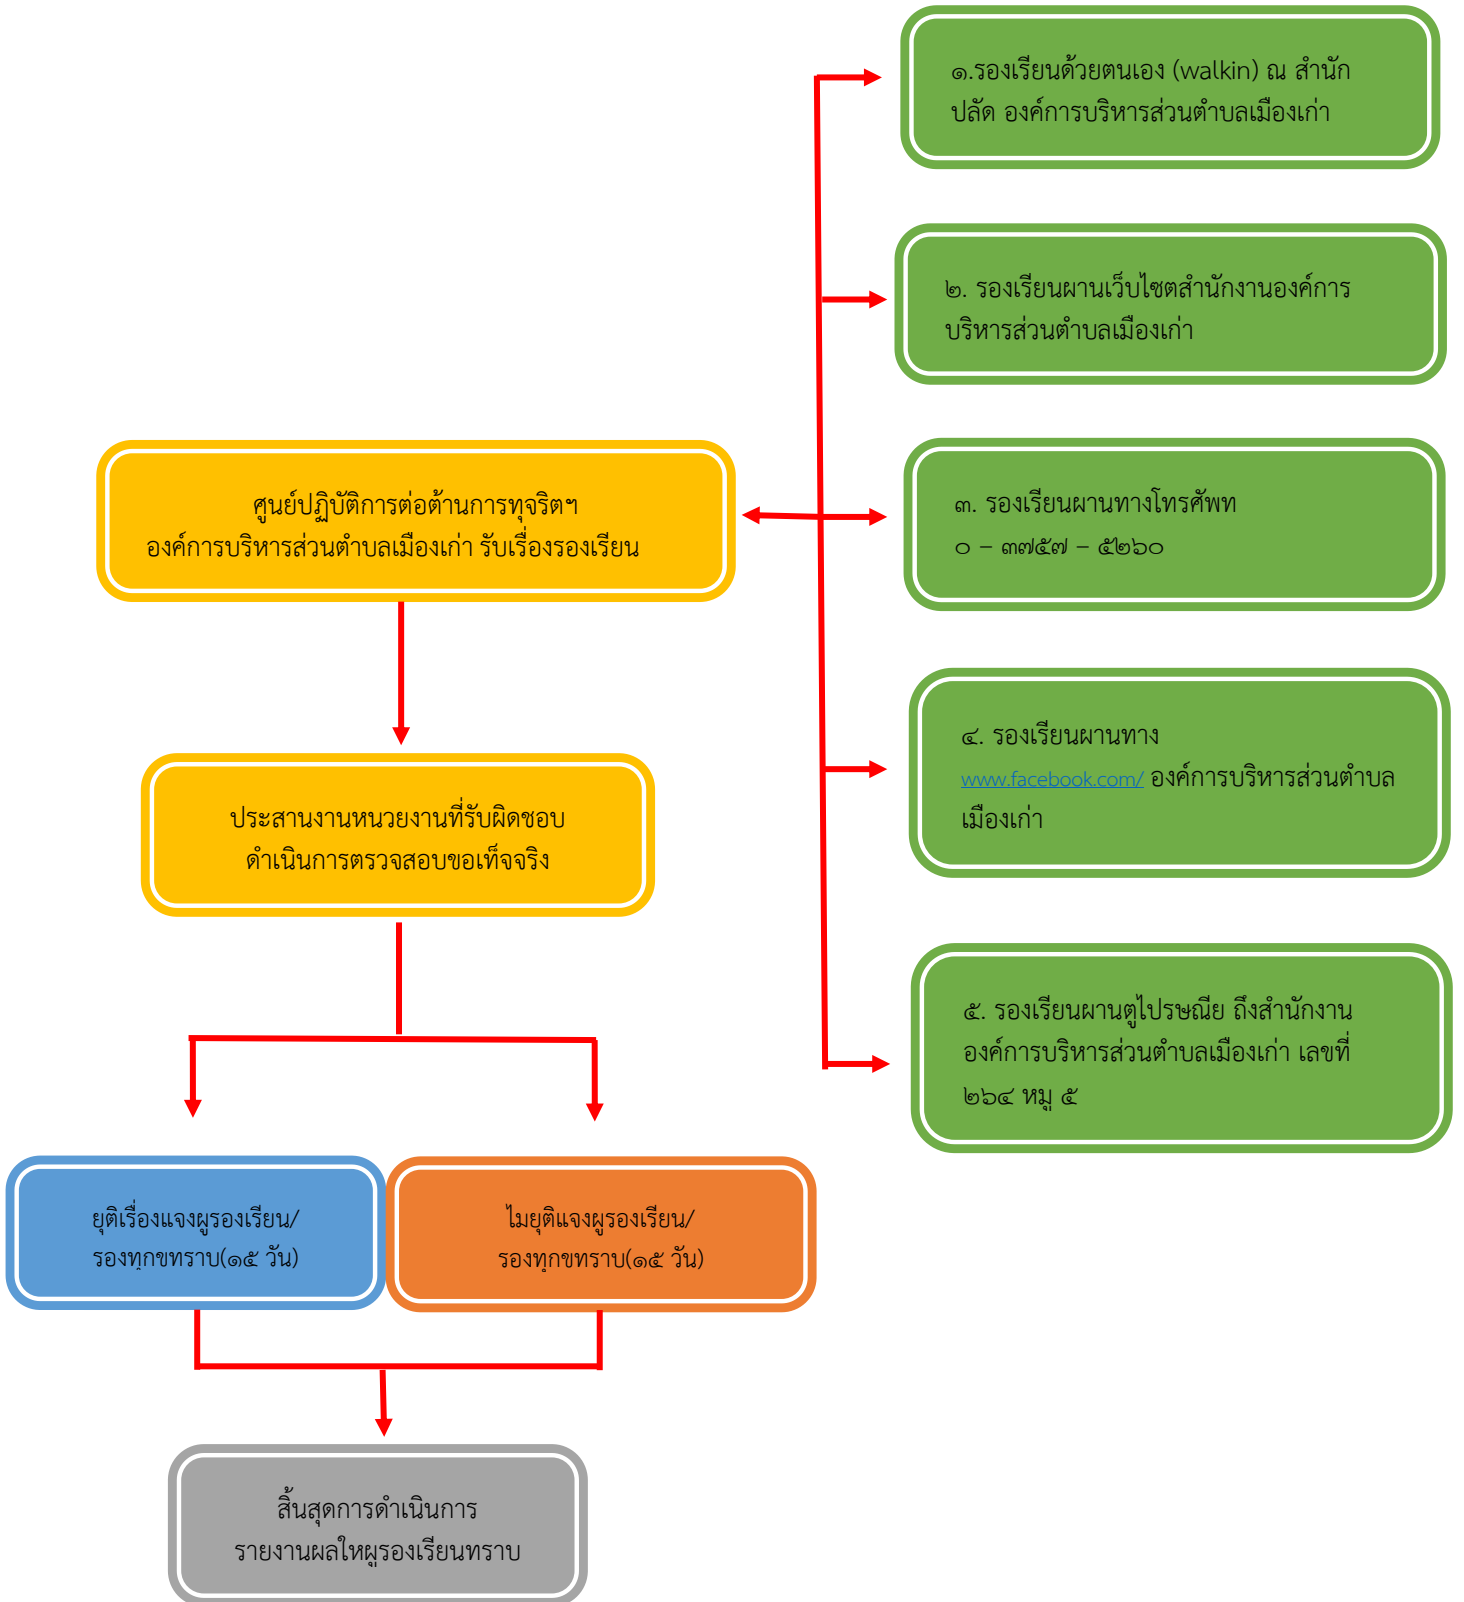 ๑.รองเรียนด้วยตนเอง (walkin) ณ สำนัก
ปลัด องค์การบริหารส่วนตำบลเมืองเก่า
๒. รองเรียนผานเว็บไซตสำนักงานองค์การ
บริหารส่วนตำบลเมืองเก่า
ศูนย์ปฏิบัติการต่อต้านการทุจริตฯ
องค์การบริหารส่วนตำบลเมืองเก่า รับเรื่องรองเรียน
๓. รองเรียนผานทางโทรศัพท
๐ – ๓๗๕๗ – ๕๒๖๐
๔. รองเรียนผานทาง
www.facebook.com/ องค์การบริหารส่วนตำบล
เมืองเก่า
ประสานงานหนวยงานที่รับผิดชอบ
ดำเนินการตรวจสอบขอเท็จจริง
๕. รองเรียนผานตูไปรษณีย ถึงสำนักงาน
องค์การบริหารส่วนตำบลเมืองเก่า เลขที่
๒๖๔ หมู ๕
ยุติเรื่องแจงผูรองเรียน/
รองทุกขทราบ(๑๕ วัน)
ไมยุติแจงผูรองเรียน/
รองทุกขทราบ(๑๕ วัน)
สิ้นสุดการดำเนินการ
รายงานผลใหผูรองเรียนทราบ